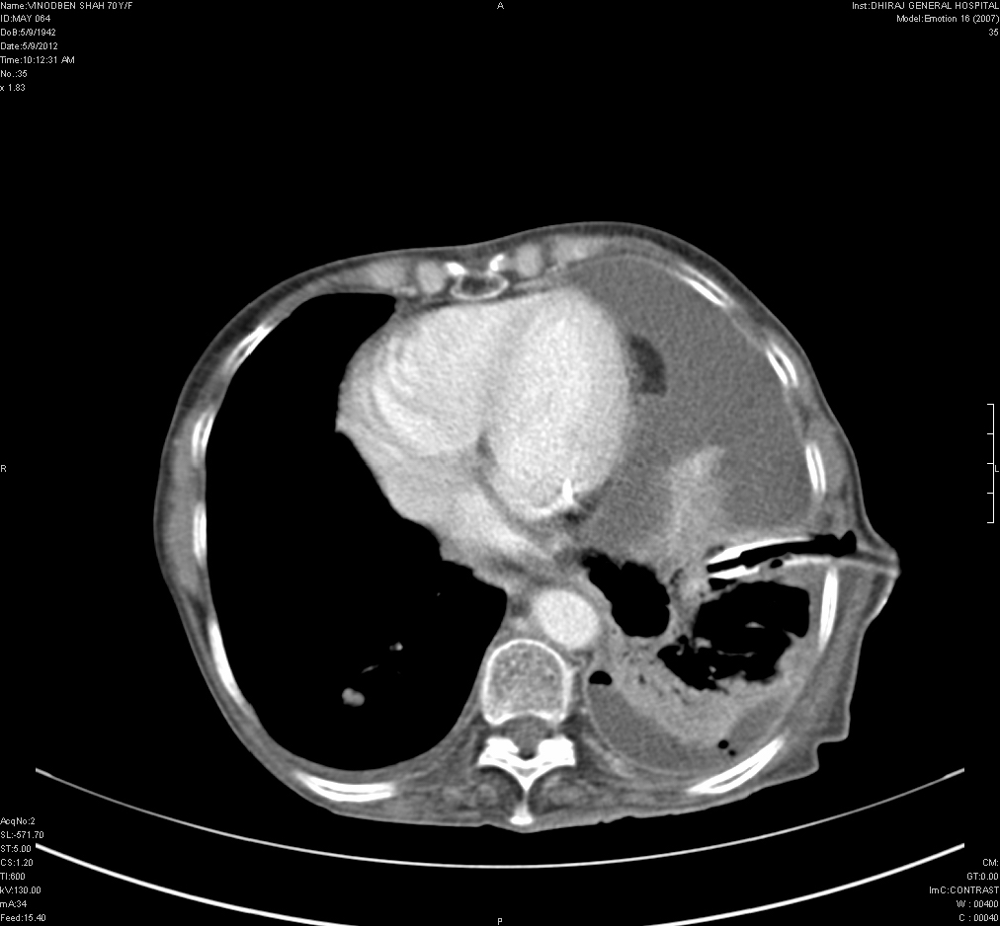 Name:VINODBEN SHAH 70Y/F
ID:MAY 064
DoB:5/9/1942
Date:5/9/2012
Time:10:12:31 AM
No.:35
x 1.83
A
Inst:DHIRAJ GENERAL HOSPITAL
Model:Emotion 16 (2007)
35
R
L
AcqNo:2
SL:-571.70
ST:5.00
CS:1.20
TI:600
kV:130.00
mA:34
Feed:15.40
P
CM:
GT:0.00
ImC:CONTRAST
W : 00400
C : 00040